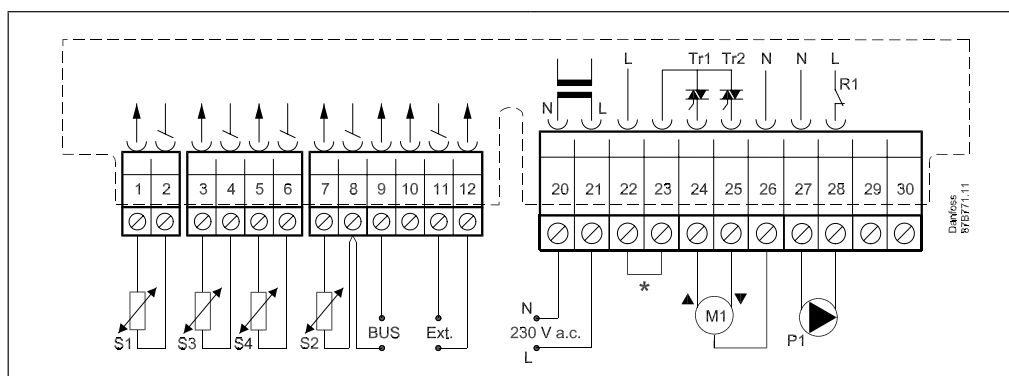 L Tr1 Tr2 N N L
R1
N L
1 2 3 4 5 6 7 8 9 10 11 12 20 21 22 23 24 25 26 27 28 29 30
Danfoss
87B771.11
*
N
S1 S3 S4 S2 BUS Ext. 230 V a.c. M1 P1
L